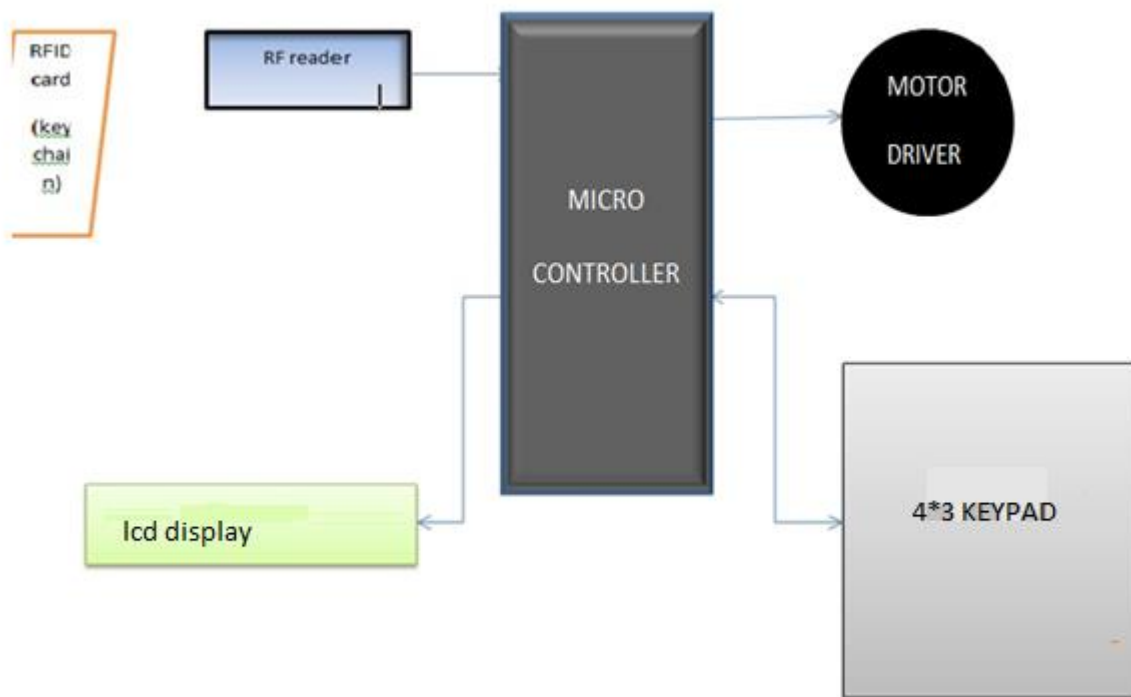 RFID
card
(key
chai
n)
RF reader
MICRO
CONTROLLER
MOTOR
DRIVER
lcd display
4*3 KEYPAD